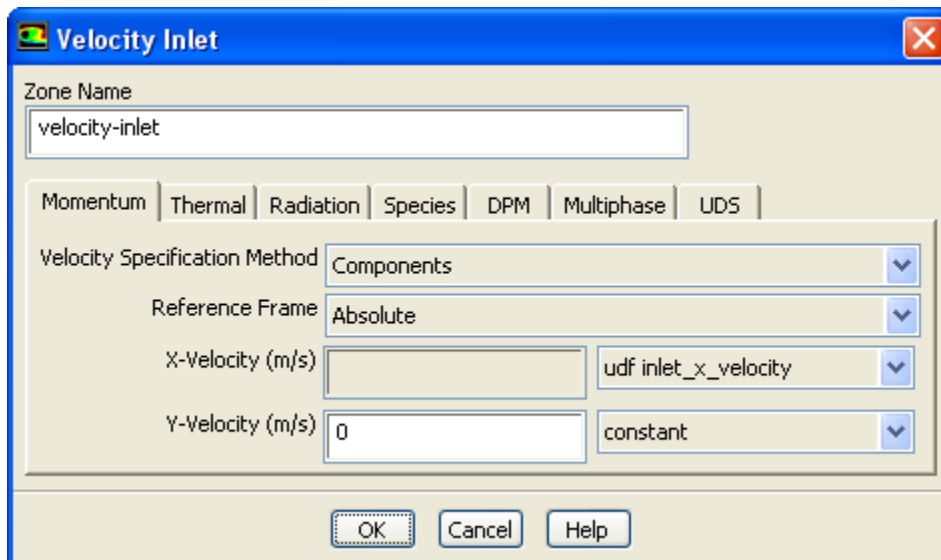 Velocity Inlet
Zone Name
velocity-inlet
Momentum Thermal Radiation Species DPM Multiphase UDS
Velocity Specification Method Components
Reference Frame Absolute
X-Velocity (m/s) udf inlet_x_velocity
Y-Velocity (m/s) 0 constant
OK Cancel Help